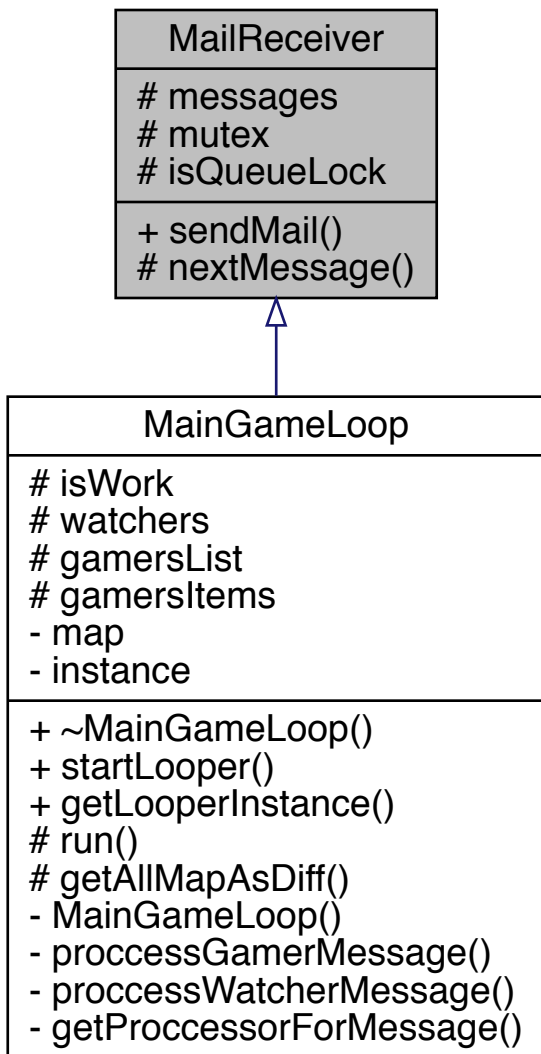 MailReceiver
# messages
# mutex
# isQueueLock
+ sendMail()
# nextMessage()
MainGameLoop
# isWork
# watchers
# gamersList
# gamersItems
- map
- instance
+ ~MainGameLoop()
+ startLooper()
+ getLooperInstance()
# run()
# getAllMapAsDiff()
- MainGameLoop()
- proccessGamerMessage()
- proccessWatcherMessage()
- getProccessorForMessage()